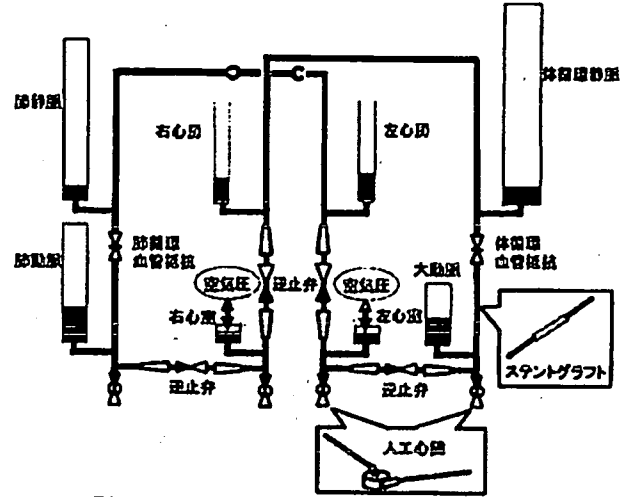 肺静脈
右心房
左心房
体循環静脈
肺動脈
肺循環
血管抵抗
空気圧
逆止弁
空気圧
大動脈
体循環
血管抵抗
右心室
左心室
逆止弁
逆止弁
ステントグラフト
人工心臓